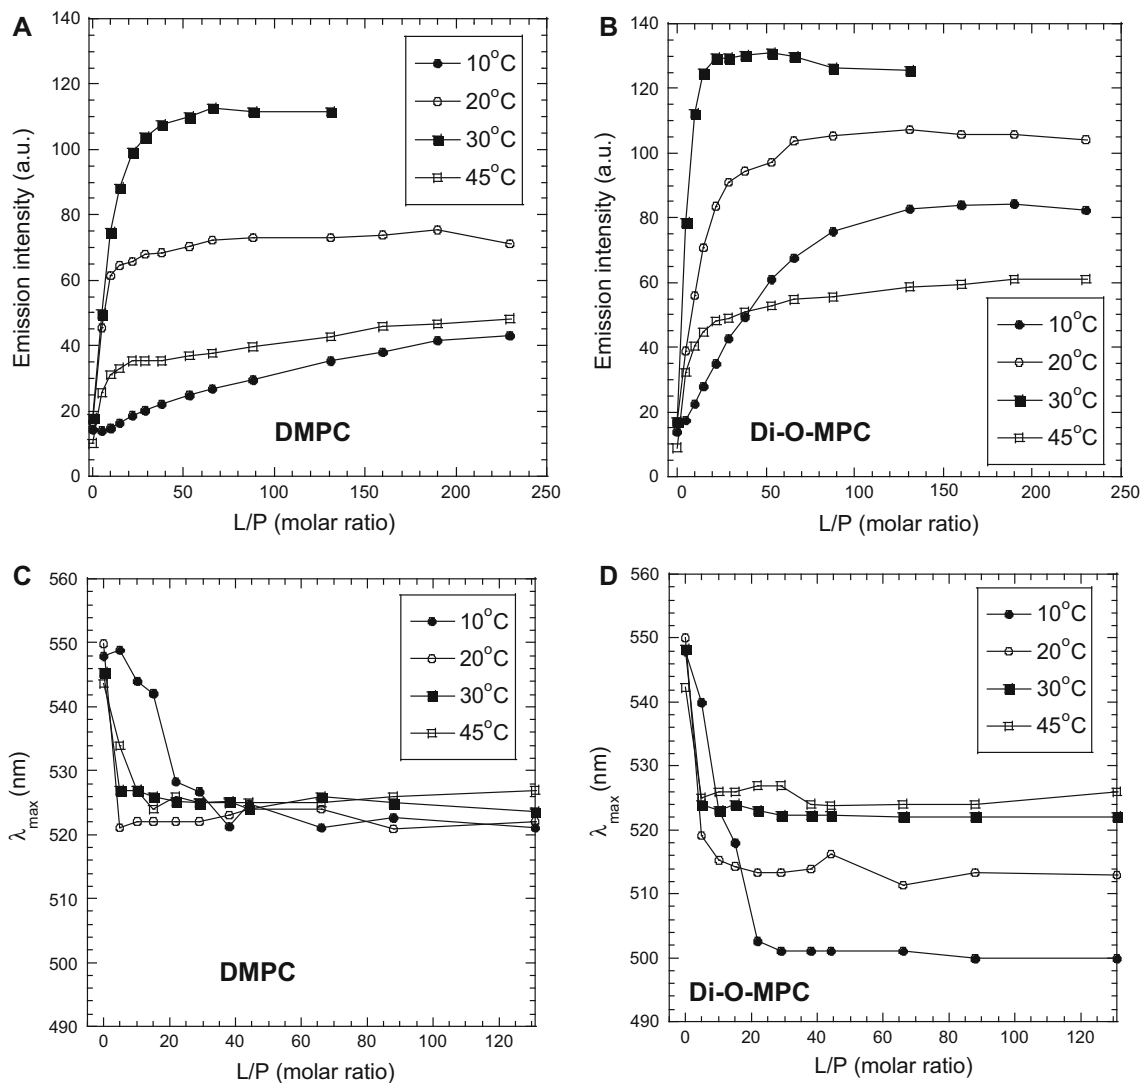 A
140
120
100
80
60
40
20
0
Emission intensity (a.u.)
0 50 100 150 200 250
L/P (molar ratio)
10°C
20°C
30°C
45°C
DMPC
B
140
120
100
80
60
40
20
0
Emission intensity (a.u.)
0 50 100 150 200 250
L/P (molar ratio)
10°C
20°C
30°C
45°C
Di-O-MPC
C
560
550
540
530
520
510
500
490
λmax (nm)
0 20 40 60 80 100 120
L/P (molar ratio)
10°C
20°C
30°C
45°C
DMPC
D
560
550
540
530
520
510
500
490
λmax (nm)
0 20 40 60 80 100 120
L/P (molar ratio)
10°C
20°C
30°C
45°C
Di-O-MPC